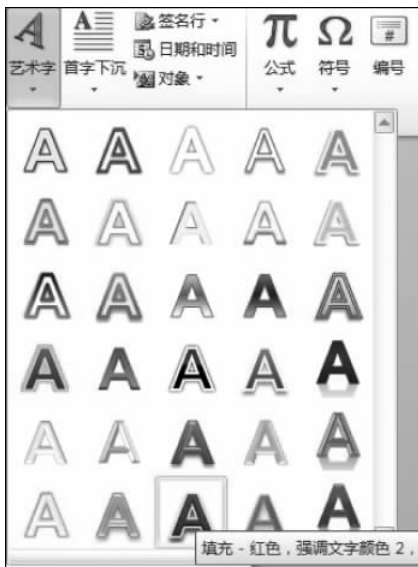 签名行
日期和时间
对象
艺术字 首字下沉 公式 符号 编号
填充 - 红色，强调文字颜色 2，